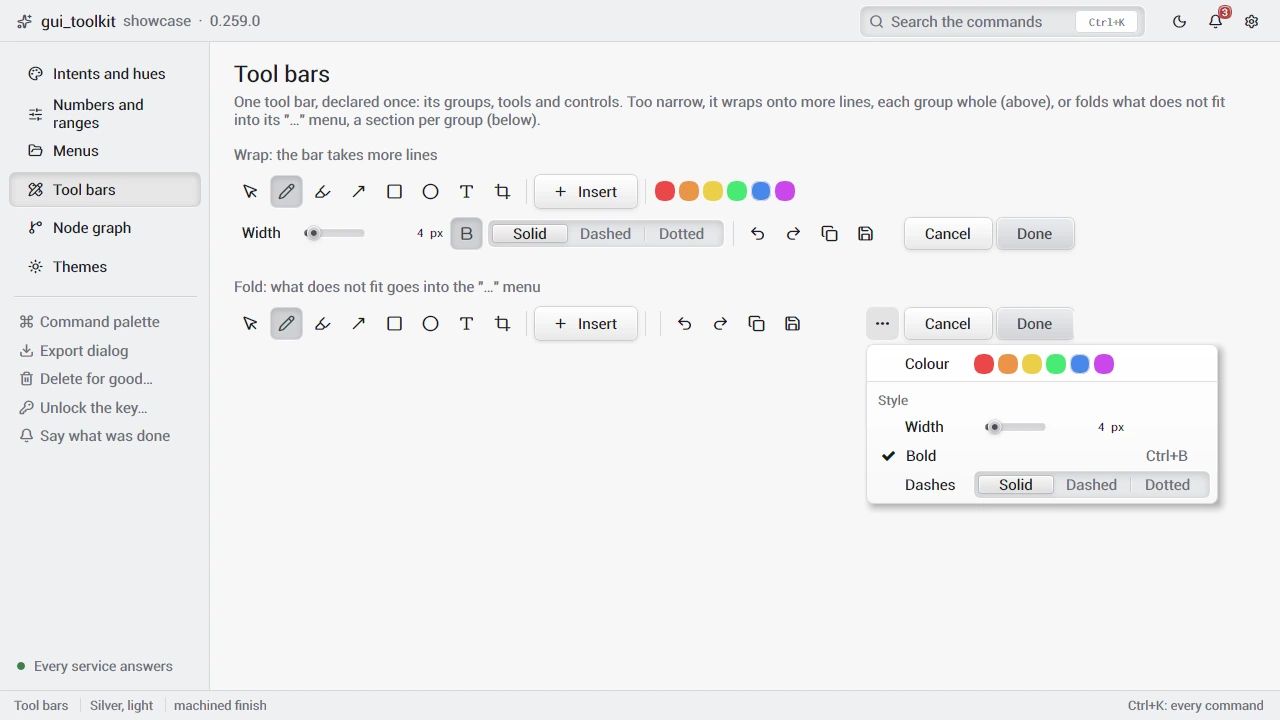 gui_toolkit showcase · 0.259.0
Search the commands Ctrl+K
3
Intents and hues
Numbers and
ranges
Menus
Tool bars
Node graph
Themes
Command palette
Export dialog
Delete for good...
Unlock the key...
Say what was done
Every service answers
Tool bars
One tool bar, declared once: its groups, tools and controls. Too narrow, it wraps onto more lines, each group whole (above), or folds what does not fit
into its "..." menu, a section per group (below).
Wrap: the bar takes more lines
Insert
Width 4 px B Solid Dashed Dotted Cancel Done
Fold: what does not fit goes into the "..." menu
Insert Cancel Done
Colour
Style
Width 4 px
Bold Ctrl+B
Dashes Solid Dashed Dotted
Tool bars Silver, light machined finish Ctrl+K: every command